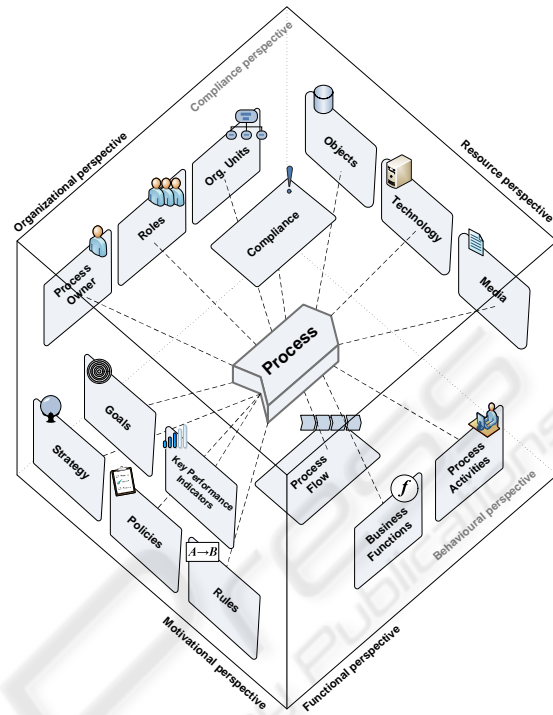 Compliance perspective
Organizational perspective
Resource perspective
Org. Units
Objects
Roles
Compliance
Technology
Process
Owner
Media
Process
Goals
Strategy
Key Performance
Indicators
Process
Flow
Process
Activities
Policies
f
Business
Functions
A→B
Rules
Behavioural perspective
Motivational perspective
Functional perspective